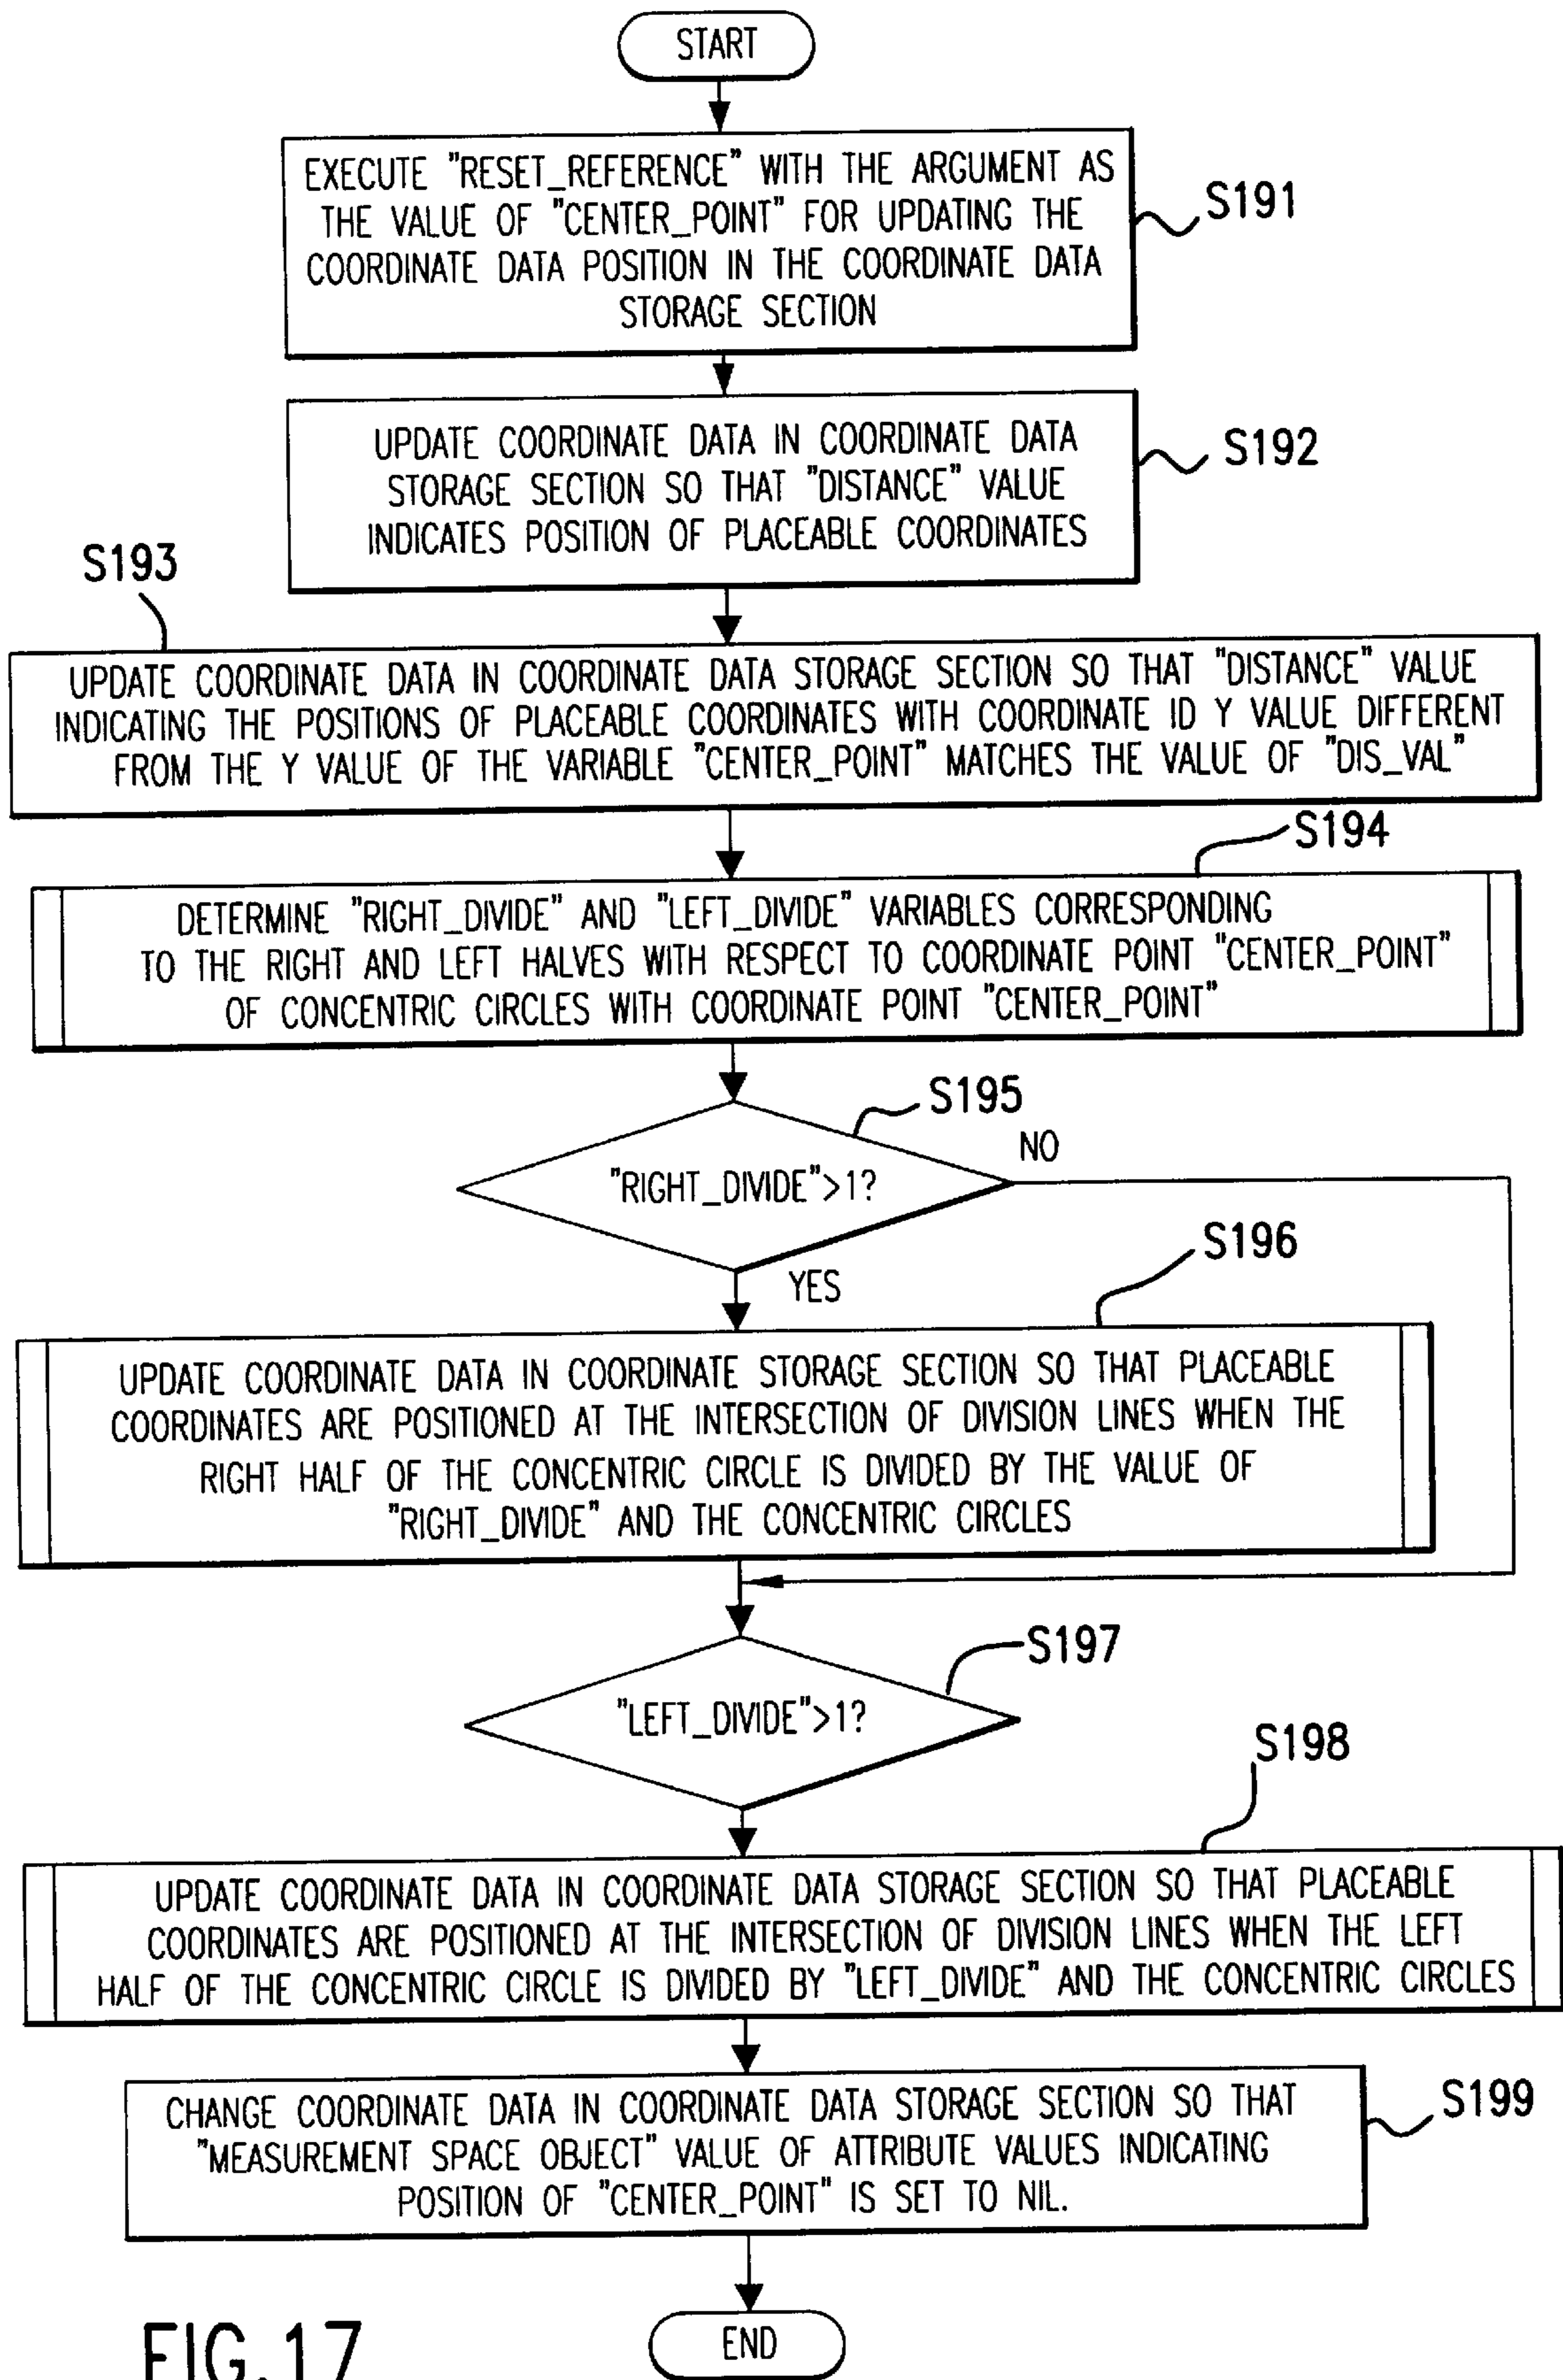 START
EXECUTE "RESET_REFERENCE" WITH THE ARGUMENT AS
THE VALUE OF "CENTER_POINT" FOR UPDATING THE
COORDINATE DATA POSITION IN THE COORDINATE DATA
STORAGE SECTION
S191
UPDATE COORDINATE DATA IN COORDINATE DATA
STORAGE SECTION SO THAT "DISTANCE" VALUE
INDICATES POSITION OF PLACEABLE COORDINATES
S192
S193
UPDATE COORDINATE DATA IN COORDINATE DATA STORAGE SECTION SO THAT "DISTANCE" VALUE
INDICATING THE POSITIONS OF PLACEABLE COORDINATES WITH COORDINATE ID Y VALUE DIFFERENT
FROM THE Y VALUE OF THE VARIABLE "CENTER_POINT" MATCHES THE VALUE OF "DIS_VAL"
S194
DETERMINE "RIGHT_DIVIDE" AND "LEFT_DIVIDE" VARIABLES CORRESPONDING
TO THE RIGHT AND LEFT HALVES WITH RESPECT TO COORDINATE POINT "CENTER_POINT"
OF CONCENTRIC CIRCLES WITH COORDINATE POINT "CENTER_POINT"
S195
NO
"RIGHT_DIVIDE">1?
YES
S196
UPDATE COORDINATE DATA IN COORDINATE STORAGE SECTION SO THAT PLACEABLE
COORDINATES ARE POSITIONED AT THE INTERSECTION OF DIVISION LINES WHEN THE
RIGHT HALF OF THE CONCENTRIC CIRCLE IS DIVIDED BY THE VALUE OF
"RIGHT_DIVIDE" AND THE CONCENTRIC CIRCLES
S197
"LEFT_DIVIDE">1?
S198
UPDATE COORDINATE DATA IN COORDINATE DATA STORAGE SECTION SO THAT PLACEABLE
COORDINATES ARE POSITIONED AT THE INTERSECTION OF DIVISION LINES WHEN THE LEFT
HALF OF THE CONCENTRIC CIRCLE IS DIVIDED BY "LEFT_DIVIDE" AND THE CONCENTRIC CIRCLES
CHANGE COORDINATE DATA IN COORDINATE DATA STORAGE SECTION SO THAT
"MEASUREMENT SPACE OBJECT" VALUE OF ATTRIBUTE VALUES INDICATING
POSITION OF "CENTER_POINT" IS SET TO NIL.
S199
END
FIG.17